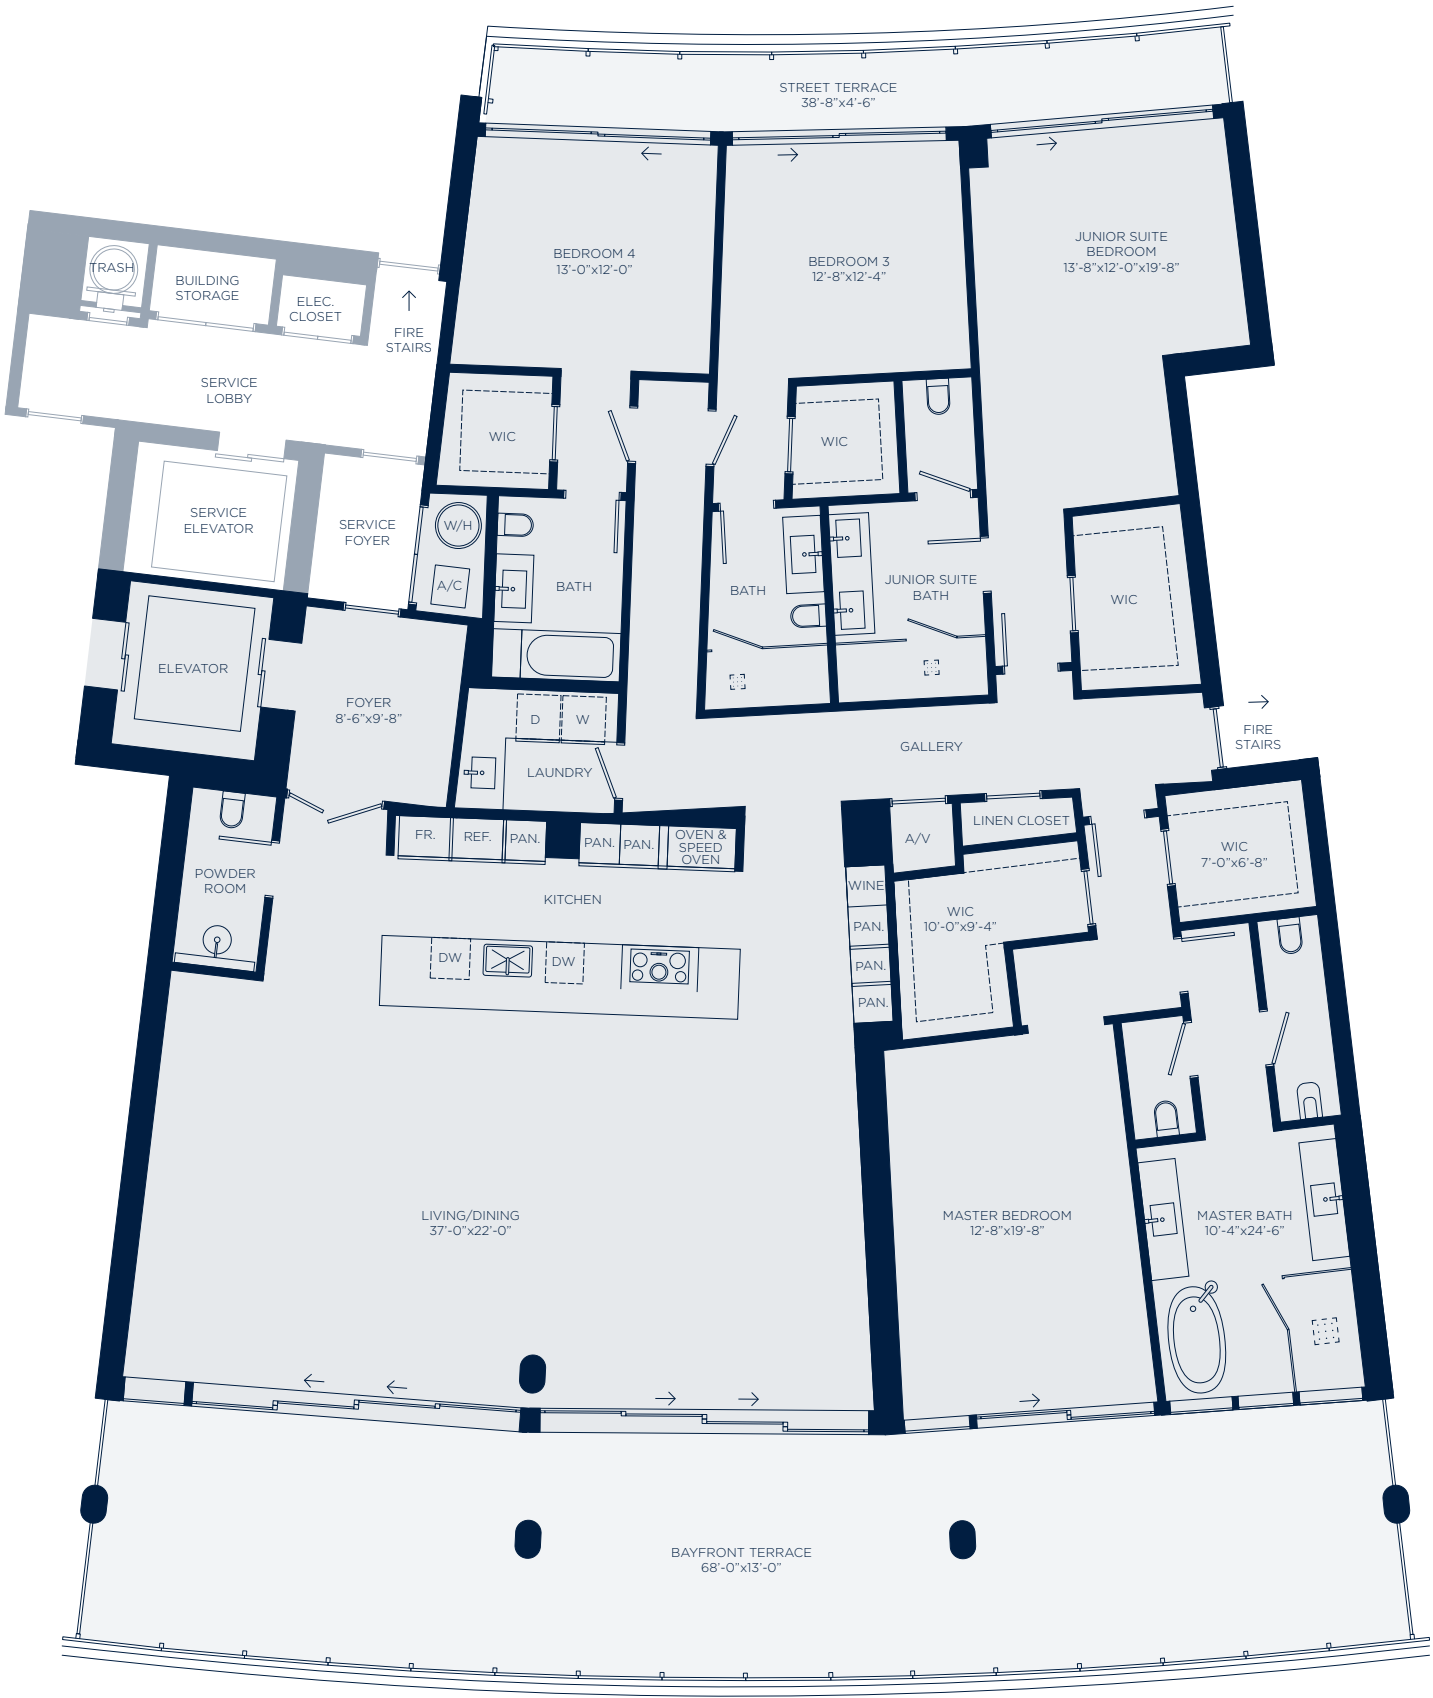 STREET TERRACE
38'-8"x4'-6"
BEDROOM 4
13'-0"x12'-0"
BEDROOM 3
12'-8"x12'-4"
JUNIOR SUITE
BEDROOM
13'-8"x12'-0"x19'-8"
TRASH
BUILDING
STORAGE
ELEC.
CLOSET
FIRE
STAIRS
SERVICE
LOBBY
WIC
WIC
SERVICE
ELEVATOR
SERVICE
FOYER
W/H
A/C
BATH
BATH
JUNIOR SUITE
BATH
WIC
ELEVATOR
FOYER
8'-6"x9'-8"
D
W
LAUNDRY
GALLERY
FIRE
STAIRS
FR.
REF.
PAN.
PAN.
PAN.
OVEN &
SPEED
OVEN
A/V
LINEN CLOSET
WIC
7'-0"x6'-8"
POWDER
ROOM
KITCHEN
WINE
PAN.
PAN.
PAN.
WIC
10'-0"x9'-4"
DW
DW
LIVING/DINING
37'-0"x22'-0"
MASTER BEDROOM
12'-8"x19'-8"
MASTER BATH
10'-4"x24'-6"
BAYFRONT TERRACE
68'-0"x13'-0"